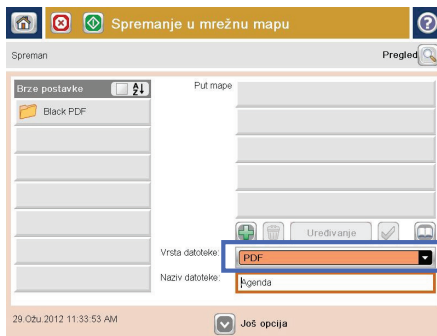 Spremanje u mrežnu mapu
Spreman
Pregled
Brze postavke
Put mape
Black PDF
Uređivanje
Vrsta datoteke:
PDF
Naziv datoteke:
Agenda
29.Ožu.2012 11:33:53 AM
Još opcija